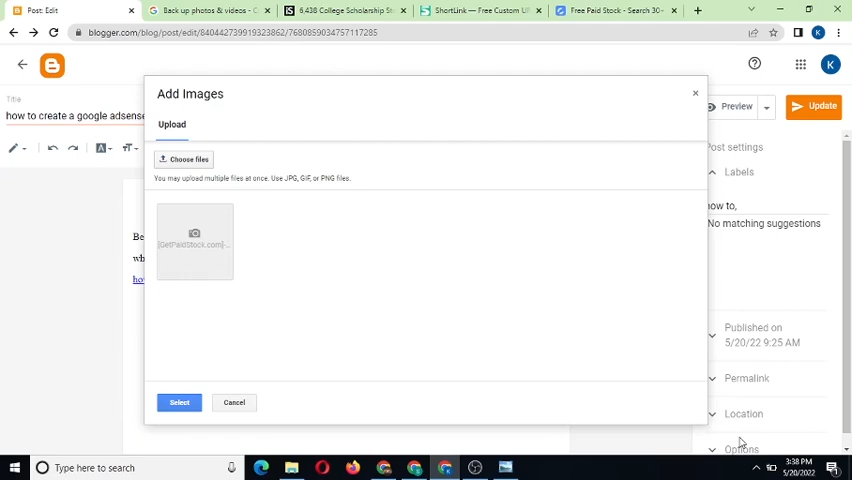 Post: Edit
Back up photos & videos - C
6,438 College Scholarship St
ShortLink — Free Custom U
Free Paid Stock - Search 30
blogger.com/blog/post/edit/840442739919323862/7680859034757117285
K
Title
how to create a google adsense
Preview
Update
Add Images
Upload
Choose files
You may upload multiple files at once. Use JPG, GIF, or PNG files.
[GetPaidStock.com]-...
Select
Cancel
Post settings
Labels
how to,
No matching suggestions
Published on
5/20/22 9:25 AM
Permalink
Location
Options
Be
wh
ho
Type here to search
3:38 PM
5/20/2022